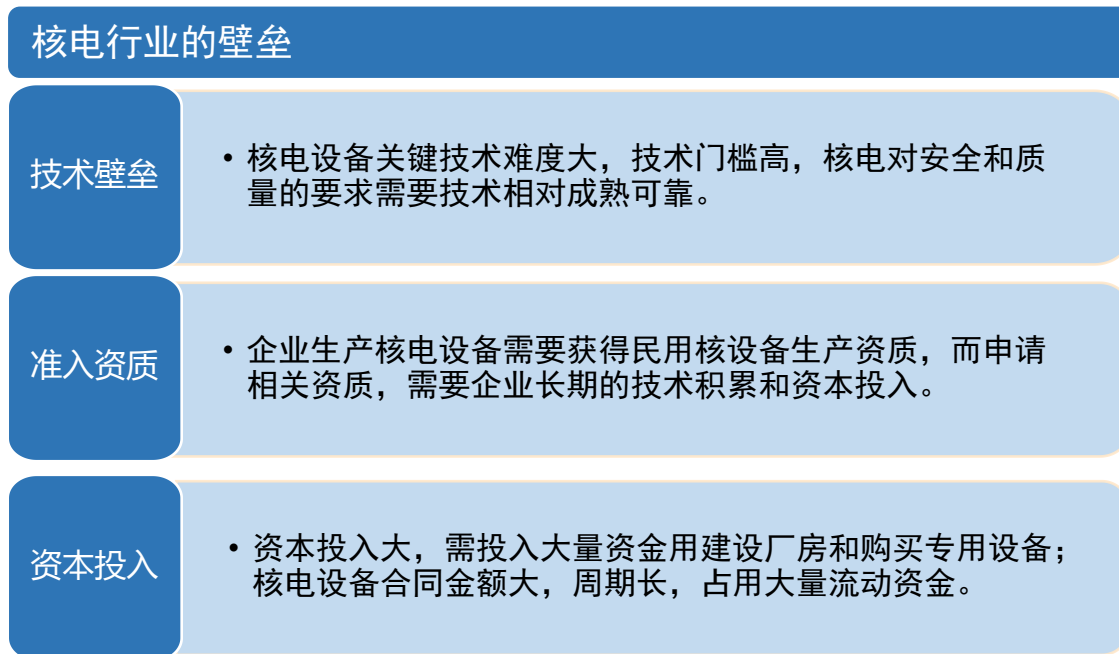 核电行业的壁垒
技术壁垒
•核电设备关键技术难度大，技术门槛高，核电对安全和质
量的要求需要技术相对成熟可靠。
准入资质
•企业生产核电设备需要获得民用核设备生产资质，而申请
相关资质，需要企业长期的技术积累和资本投入。
资本投入
•资本投入大，需投入大量资金用建设厂房和购买专用设备；
核电设备合同金额大，周期长，占用大量流动资金。